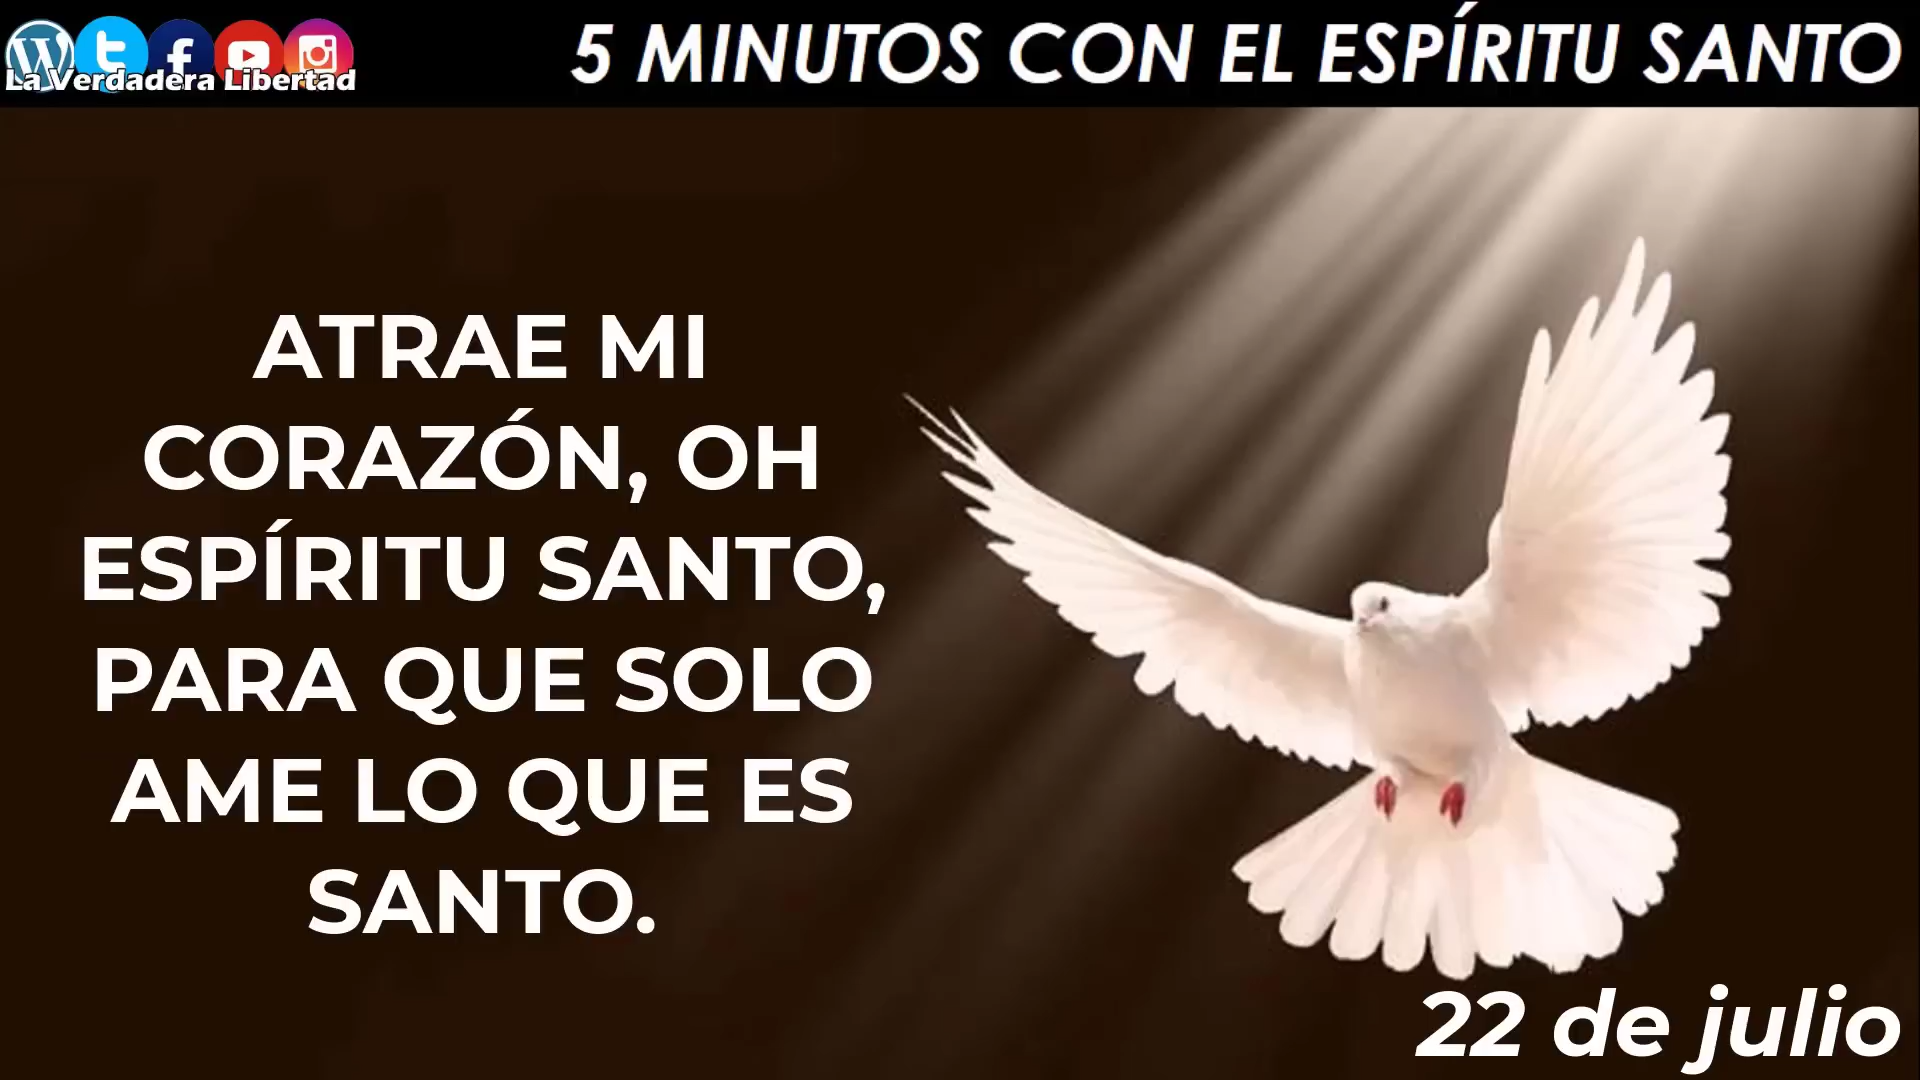 La Verdadera Libertad
5 MINUTOS CON EL ESPÍRITU SANTO
ATRAE MI
CORAZÓN, OH
ESPÍRITU SANTO,
PARA QUE SOLO
AME LO QUE ES
SANTO.
22 de julio